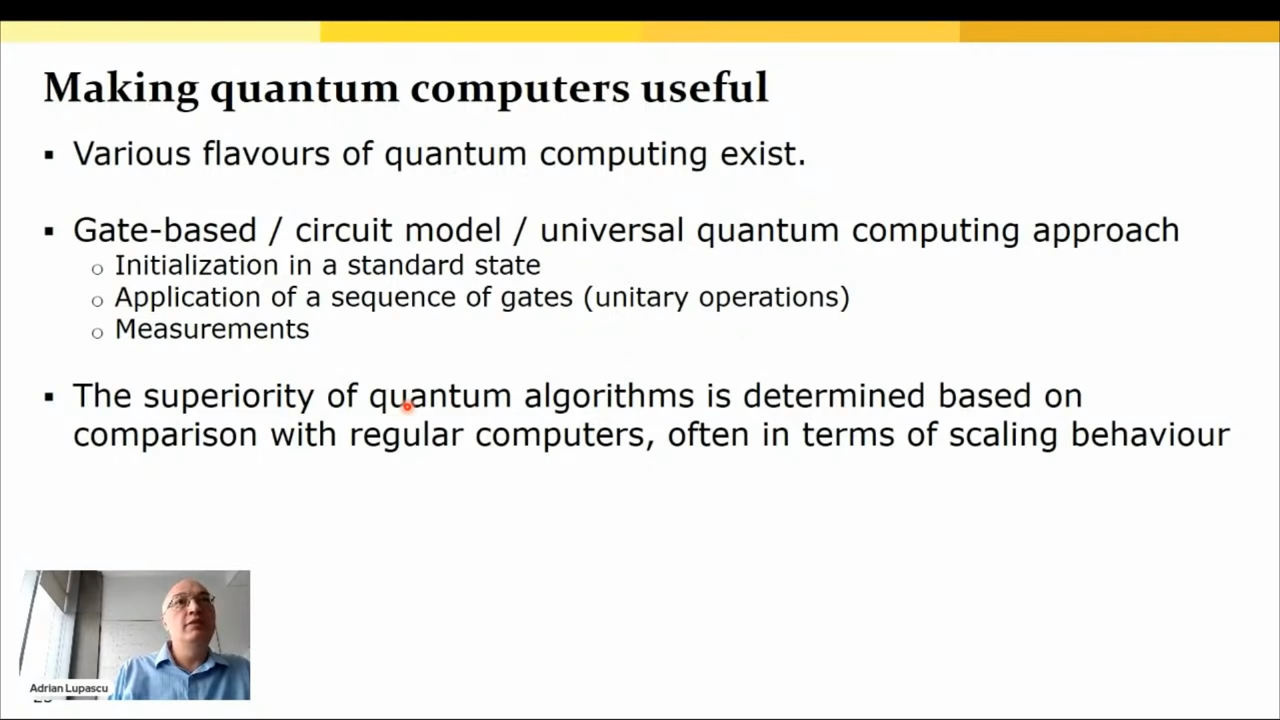 Making quantum computers useful
▪ Various flavours of quantum computing exist.
▪ Gate-based / circuit model / universal quantum computing approach
o Initialization in a standard state
o Application of a sequence of gates (unitary operations)
o Measurements
▪ The superiority of quantum algorithms is determined based on
comparison with regular computers, often in terms of scaling behaviour
Adrian Lupascu